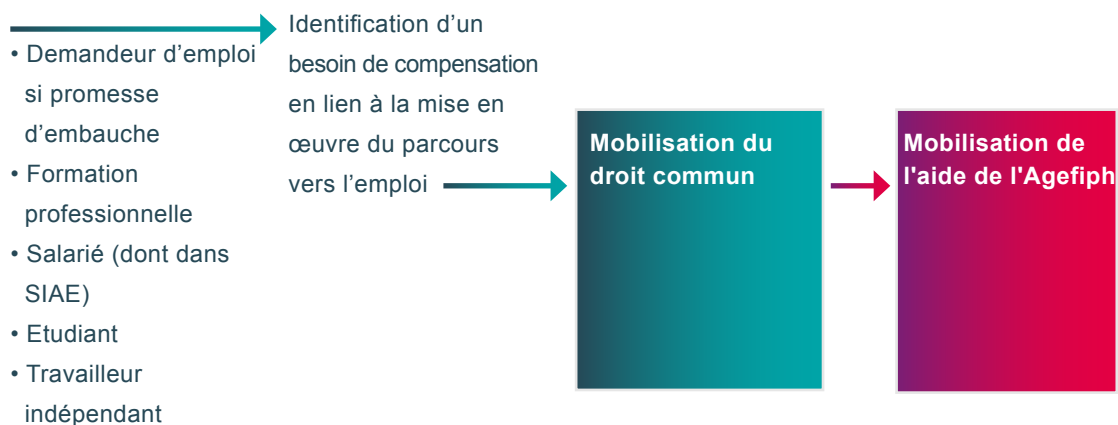 • Demandeur d’emploi
si promesse
d’embauche
• Formation
professionnelle
• Salarié (dont dans
SIAE)
• Etudiant
• Travailleur
indépendant
Identification d’un
besoin de compensation
en lien à la mise en
œuvre du parcours
vers l’emploi
Mobilisation du
droit commun
Mobilisation de
l'aide de l'Agefiph